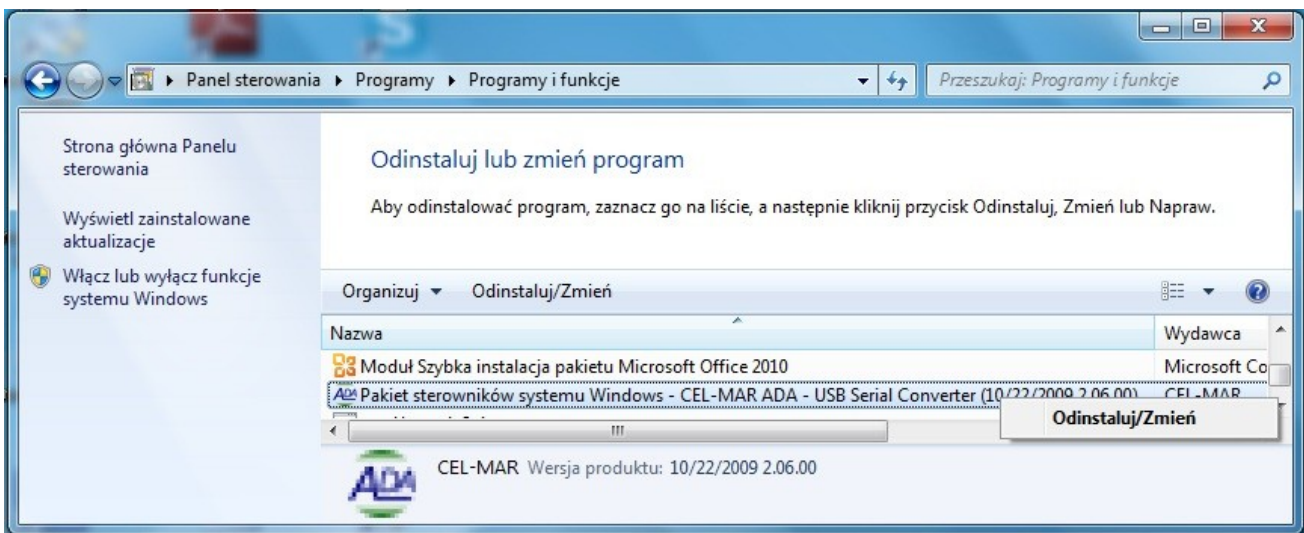 Panel sterowania ▸ Programy ▸ Programy i funkcje
Przeszukaj: Programy i funkcje
Strona główna Panelu
sterowania
Wyświetl zainstalowane
aktualizacje
Włącz lub wyłącz funkcje
systemu Windows
Odinstaluj lub zmień program
Aby odinstalować program, zaznacz go na liście, a następnie kliknij przycisk Odinstaluj, Zmień lub Napraw.
Organizuj Odinstaluj/Zmień
Nazwa Wydawca
Moduł Szybka instalacja pakietu Microsoft Office 2010 Microsoft Co
Pakiet sterowników systemu Windows - CEL-MAR ADA - USB Serial Converter (10/22/2009 2.06.00) CEL-MAR
Odinstaluj/Zmień
ADA
CEL-MAR Wersja produktu: 10/22/2009 2.06.00